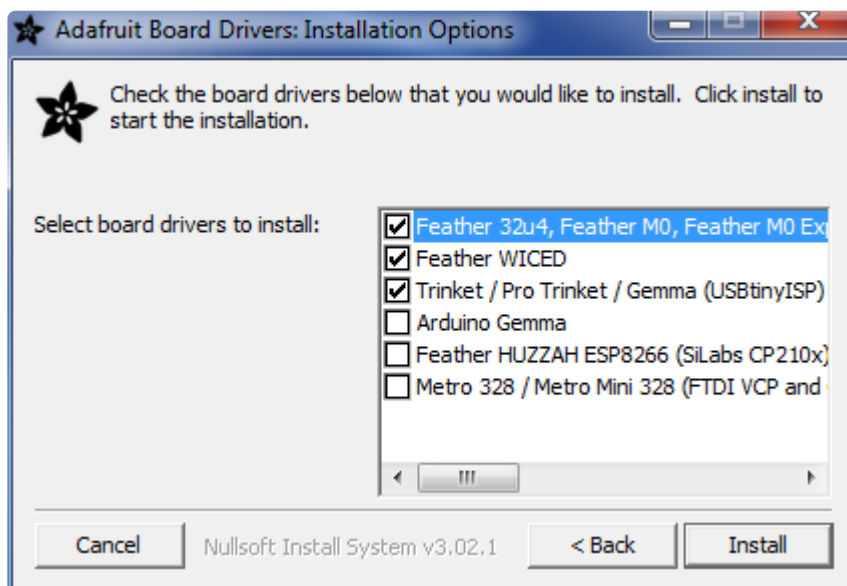 Adafruit Board Drivers: Installation Options
Check the board drivers below that you would like to install. Click install to
start the installation.
Select board drivers to install:
Feather 32u4, Feather M0, Feather M0
Feather WICED
Trinket / Pro Trinket / Gemma (USBtinyISP)
Arduino Gemma
Feather HUZZAH ESP8266 (SiLabs CP210x)
Metro 328 / Metro Mini 328 (FTDI VCP and
Cancel
Nullsoft Install System v3.02.1
< Back
Install